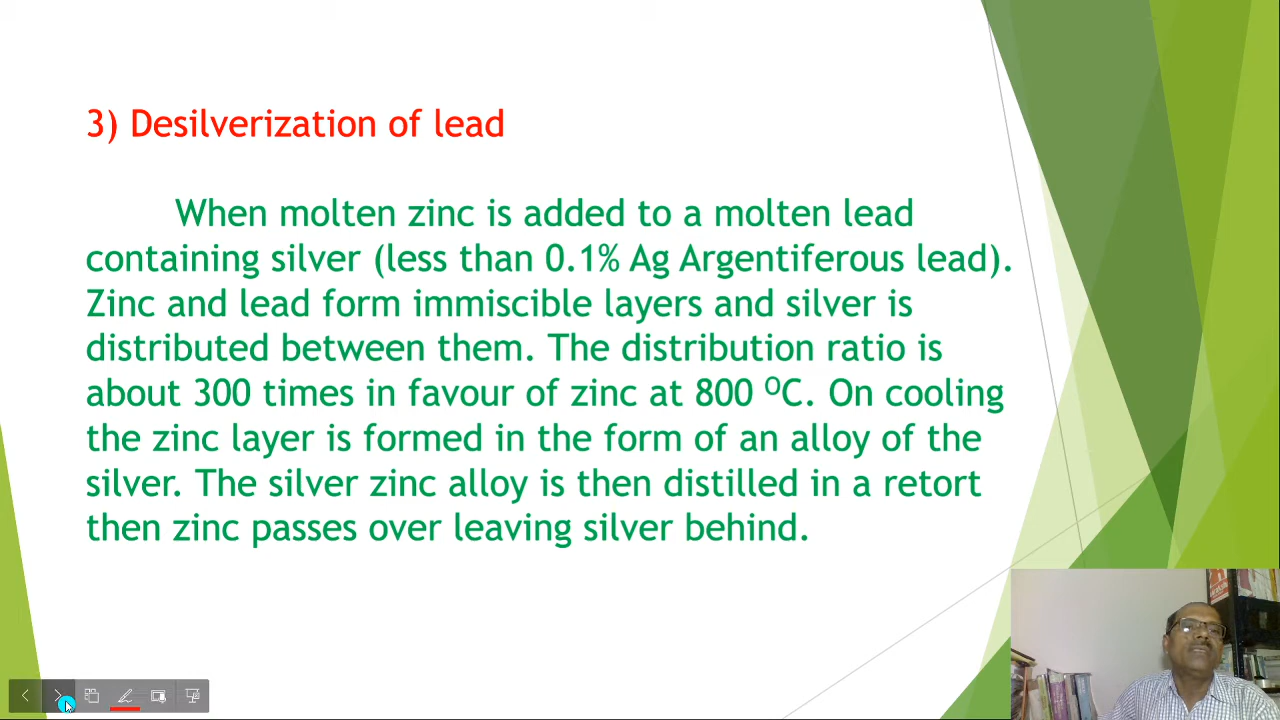 3) Desilverization of lead
When molten zinc is added to a molten lead
containing silver (less than 0.1% Ag Argentiferous lead).
Zinc and lead form immiscible layers and silver is
distributed between them. The distribution ratio is
about 300 times in favour of zinc at 800 ᴼC. On cooling
the zinc layer is formed in the form of an alloy of the
silver. The silver zinc alloy is then distilled in a retort
then zinc passes over leaving silver behind.